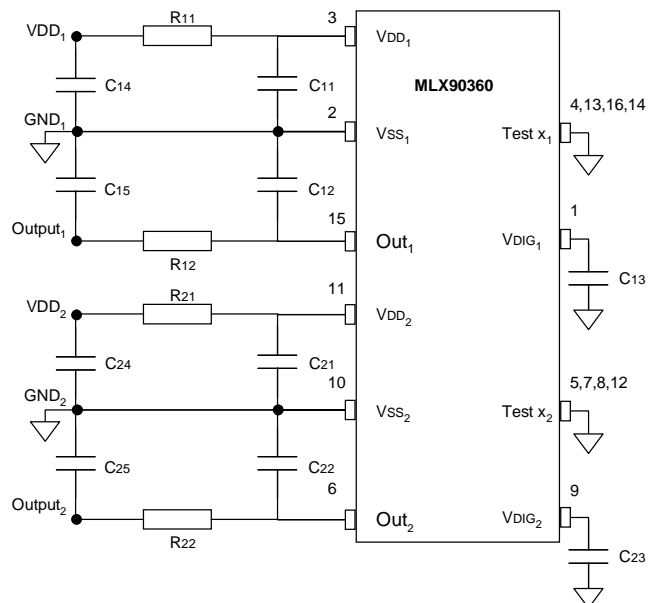 VDD1
R11
3
VDD1
MLX90360
C14
C11
4,13,16,14
GND1
2
VSS1
Test x1
C15
C12
1
Output1
15
Out1
VDIG1
R12
C13
R21
11
VDD2
VDD2
C24
C21
5,7,8,12
GND2
10
VSS2
Test x2
C25
C22
9
Output2
6
Out2
VDIG2
R22
C23